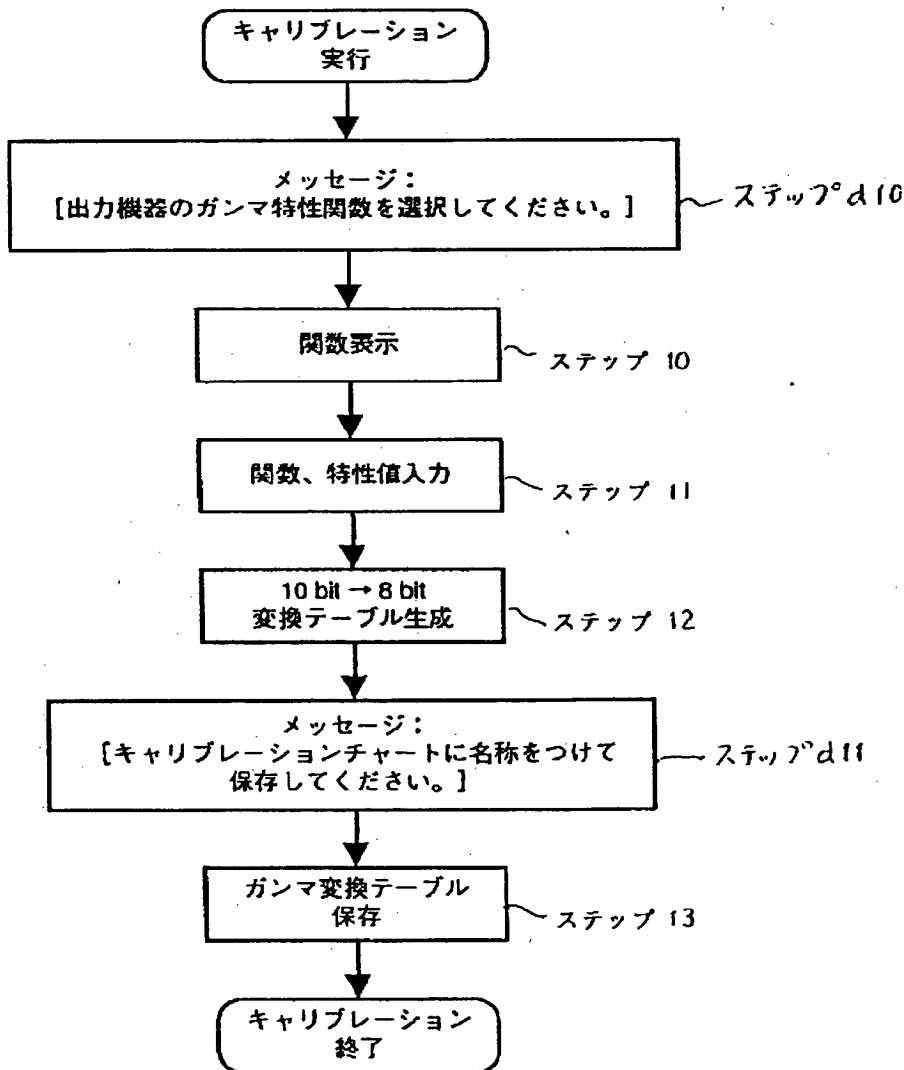 キャリブレーション
実行
メッセージ：
[出力機器のガンマ特性関数を選択してください。]
ステップd10
関数表示
ステップ 10
関数、特性値入力
ステップ 11
10 bit → 8 bit
変換テーブル生成
ステップ 12
メッセージ：
[キャリブレーションチャートに名称をつけて
保存してください。]
ステップd11
ガンマ変換テーブル
保存
ステップ 13
キャリブレーション
終了